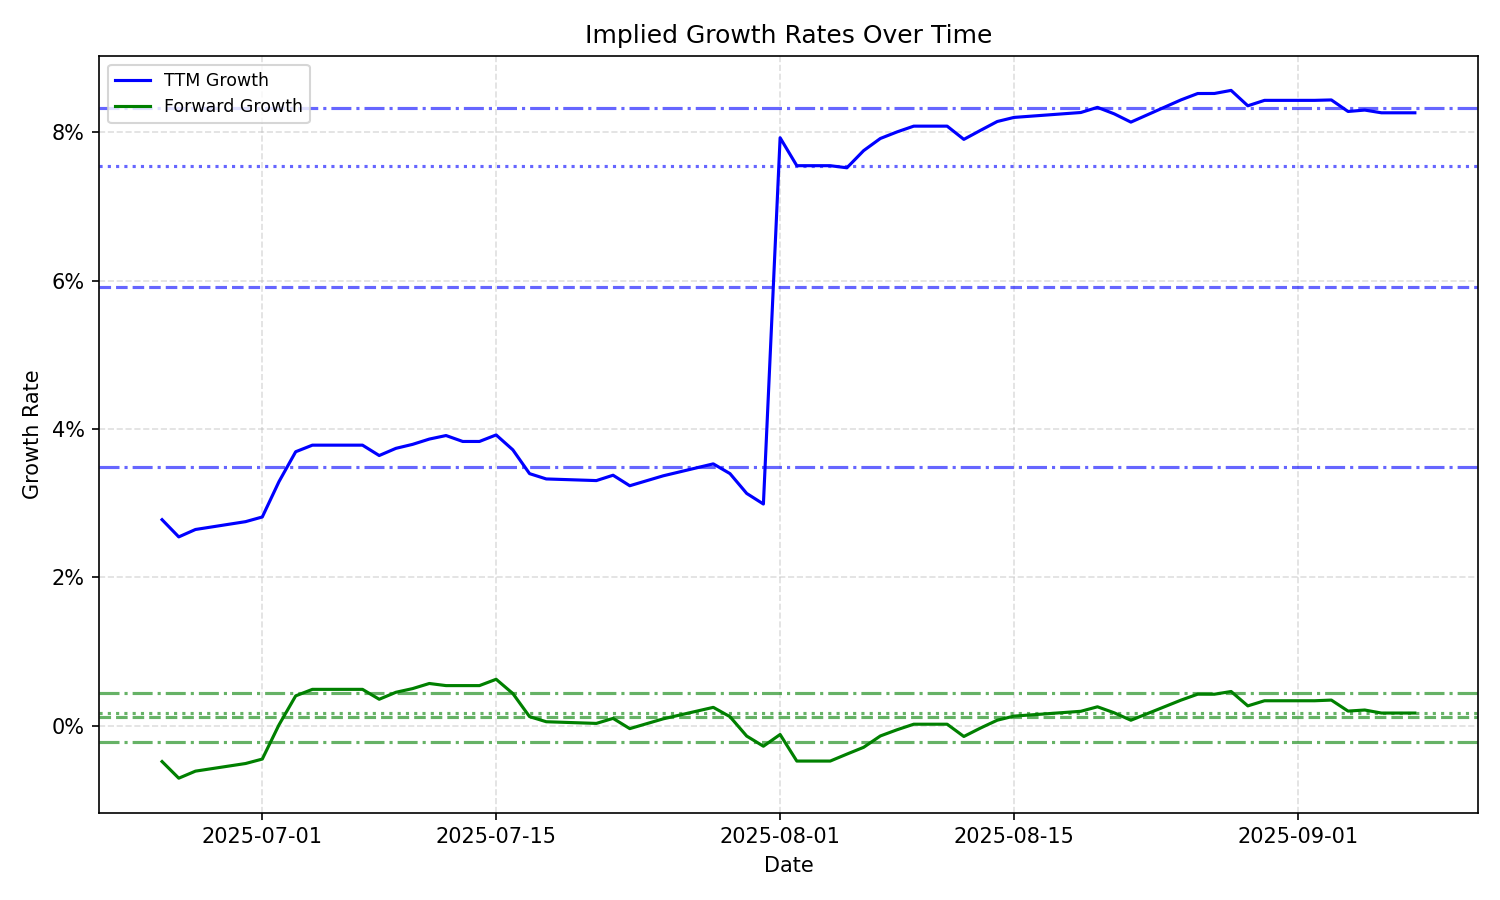 Implied Growth Rates Over Time
TTM Growth
Forward Growth
8%
6%
4%
2%
0%
Growth Rate
2025-07-01
2025-07-15
2025-08-01
2025-08-15
2025-09-01
Date